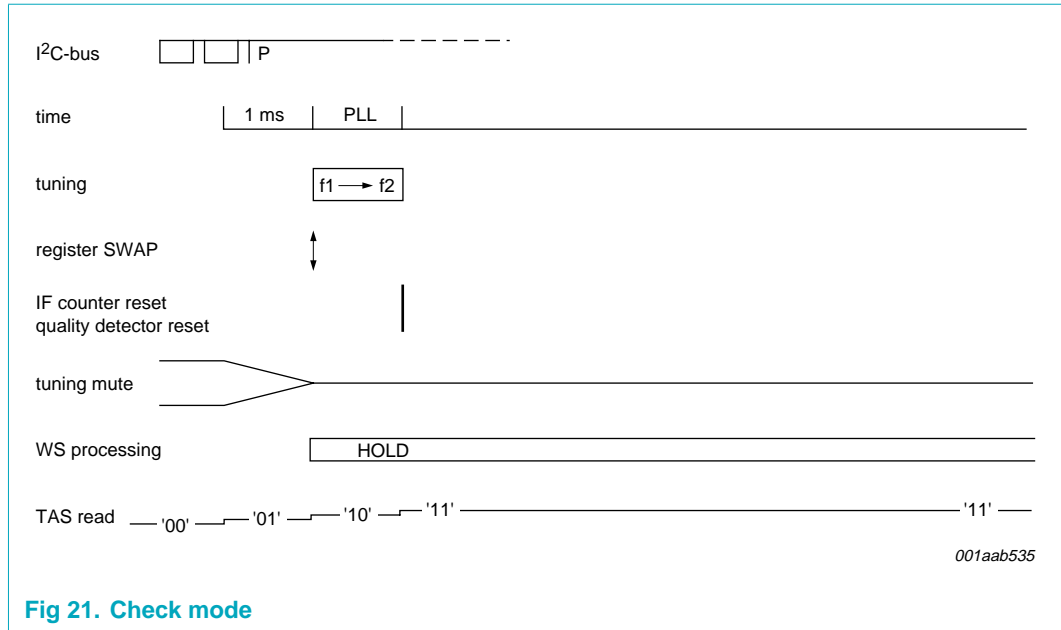 I2C-bus P
time 1 ms PLL
tuning f1 f2
register SWAP
IF counter reset
quality detector reset
tuning mute
WS processing HOLD
TAS read '00' '01' '10' '11' '11'
001aab535
Fig 21. Check mode